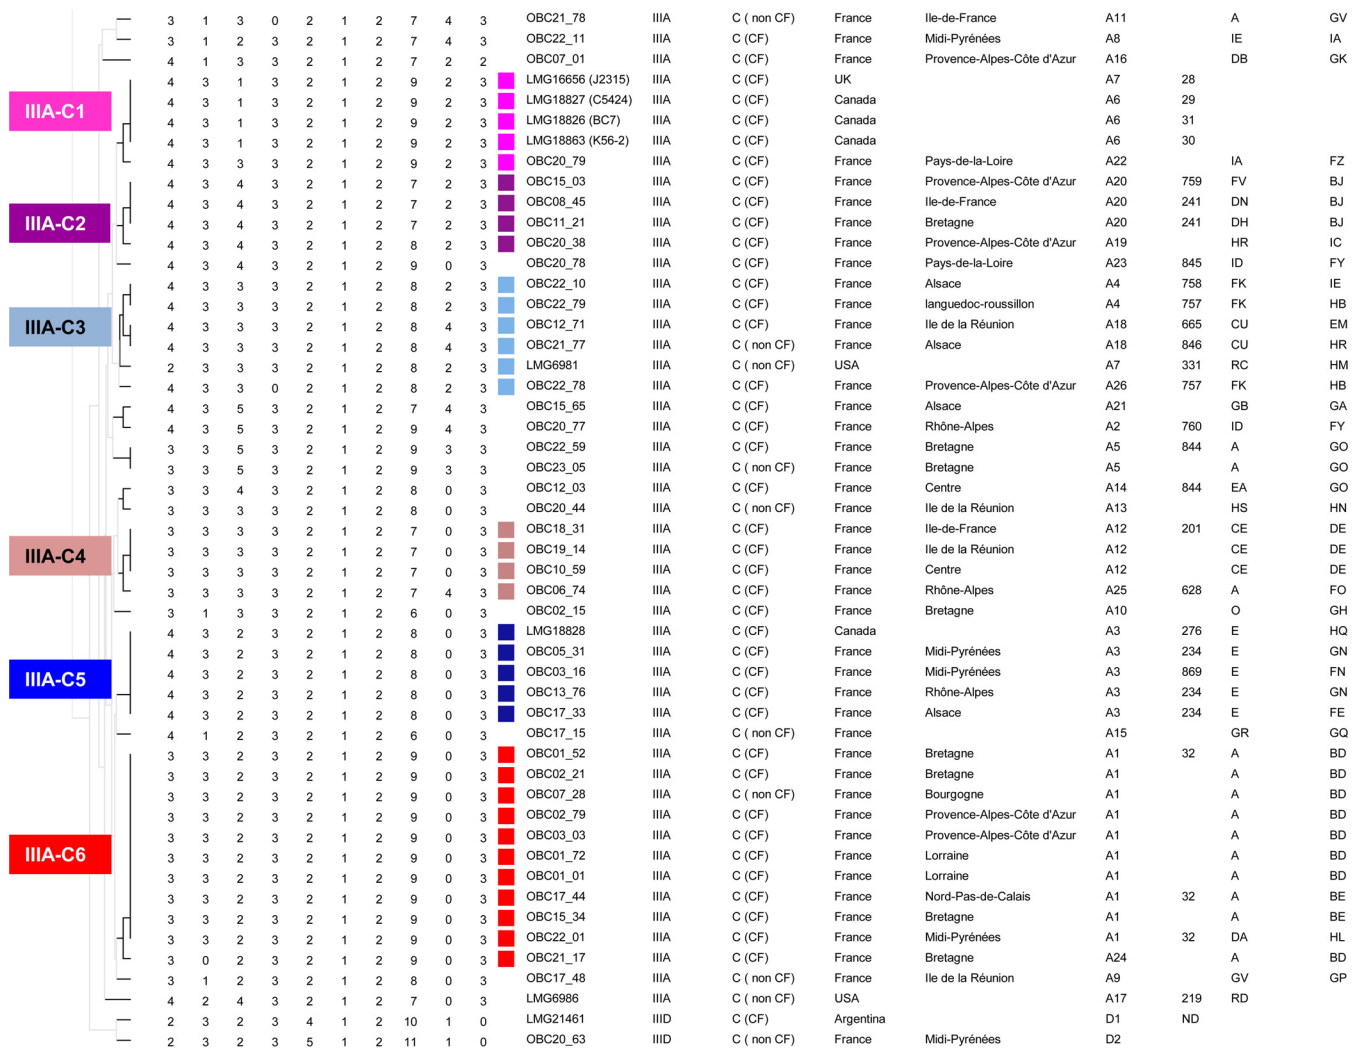 3 1 3 0 2 1 2 7 4 3 OBC21_78 IIIA C ( non CF) France Ile-de-France A11 A GV
3 1 2 3 2 1 2 7 4 3 OBC22_11 IIIA C (CF) France Midi-Pyrénées A8 IE IA
4 1 3 3 2 1 2 7 2 2 OBC07_01 IIIA C (CF) France Provence-Alpes-Côte d'Azur A16 DB GK
4 3 1 3 2 1 2 9 2 3 LMG16656 (J2315) IIIA C (CF) UK A7 28
IIIA-C1
4 3 1 3 2 1 2 9 2 3 LMG18827 (C5424) IIIA C (CF) Canada A6 29
4 3 1 3 2 1 2 9 2 3 LMG18826 (BC7) IIIA C (CF) Canada A6 31
4 3 1 3 2 1 2 9 2 3 LMG18863 (K56-2) IIIA C (CF) Canada A6 30
4 3 3 3 2 1 2 9 2 3 OBC20_79 IIIA C (CF) France Pays-de-la-Loire A22 IA FZ
4 3 4 3 2 1 2 7 2 3 OBC15_03 IIIA C (CF) France Provence-Alpes-Côte d'Azur A20 759 FV BJ
4 3 4 3 2 1 2 7 2 3 OBC08_45 IIIA C (CF) France Ile-de-France A20 241 DN BJ
IIIA-C2
4 3 4 3 2 1 2 7 2 3 OBC11_21 IIIA C (CF) France Bretagne A20 241 DH BJ
4 3 4 3 2 1 2 8 2 3 OBC20_38 IIIA C (CF) France Provence-Alpes-Côte d'Azur A19 HR IC
4 3 4 3 2 1 2 9 0 3 OBC20_78 IIIA C (CF) France Pays-de-la-Loire A23 845 ID FY
4 3 3 3 2 1 2 8 2 3 OBC22_10 IIIA C (CF) France Alsace A4 758 FK IE
4 3 3 3 2 1 2 8 2 3 OBC22_79 IIIA C (CF) France languedoc-roussillon A4 757 FK HB
IIIA-C3
4 3 3 3 2 1 2 8 4 3 OBC12_71 IIIA C (CF) France Ile de la Réunion A18 665 CU EM
4 3 3 3 2 1 2 8 4 3 OBC21_77 IIIA C ( non CF) France Alsace A18 846 CU HR
2 3 3 3 2 1 2 8 2 3 LMG6981 IIIA C ( non CF) USA A7 331 RC HM
4 3 3 0 2 1 2 8 2 3 OBC22_78 IIIA C (CF) France Provence-Alpes-Côte d'Azur A26 757 FK HB
4 3 5 3 2 1 2 7 4 3 OBC15_65 IIIA C (CF) France Alsace A21 GB GA
4 3 5 3 2 1 2 9 4 3 OBC20_77 IIIA C (CF) France Rhône-Alpes A2 760 ID FY
3 3 5 3 2 1 2 9 3 3 OBC22_59 IIIA C (CF) France Bretagne A5 844 A GO
3 3 5 3 2 1 2 9 3 3 OBC23_05 IIIA C ( non CF) France Bretagne A5 A GO
3 3 4 3 2 1 2 8 0 3 OBC12_03 IIIA C (CF) France Centre A14 844 EA GO
3 3 3 3 2 1 2 8 0 3 OBC20_44 IIIA C ( non CF) France Ile de la Réunion A13 HS HN
3 3 3 3 2 1 2 7 0 3 OBC18_31 IIIA C (CF) France Ile-de-France A12 201 CE DE
IIIA-C4
3 3 3 3 2 1 2 7 0 3 OBC19_14 IIIA C (CF) France Ile de la Réunion A12 CE DE
3 3 3 3 2 1 2 7 0 3 OBC10_59 IIIA C (CF) France Centre A12 CE DE
3 3 3 3 2 1 2 7 4 3 OBC06_74 IIIA C (CF) France Rhône-Alpes A25 628 A FO
3 1 3 3 2 1 2 6 0 3 OBC02_15 IIIA C (CF) France Bretagne A10 O GH
4 3 2 3 2 1 2 8 0 3 LMG18828 IIIA C (CF) Canada A3 276 E HQ
4 3 2 3 2 1 2 8 0 3 OBC05_31 IIIA C (CF) France Midi-Pyrénées A3 234 E GN
IIIA-C5
4 3 2 3 2 1 2 8 0 3 OBC03_16 IIIA C (CF) France Midi-Pyrénées A3 869 E FN
4 3 2 3 2 1 2 8 0 3 OBC13_76 IIIA C (CF) France Rhône-Alpes A3 234 E GN
4 3 2 3 2 1 2 8 0 3 OBC17_33 IIIA C (CF) France Alsace A3 234 E FE
4 1 2 3 2 1 2 6 0 3 OBC17_15 IIIA C ( non CF) France A15 GR GQ
3 3 2 3 2 1 2 9 0 3 OBC01_52 IIIA C (CF) France Bretagne A1 32 A BD
3 3 2 3 2 1 2 9 0 3 OBC02_21 IIIA C (CF) France Bretagne A1 A BD
3 3 2 3 2 1 2 9 0 3 OBC07_28 IIIA C ( non CF) France Bourgogne A1 A BD
3 3 2 3 2 1 2 9 0 3 OBC02_79 IIIA C (CF) France Provence-Alpes-Côte d'Azur A1 A BD
3 3 2 3 2 1 2 9 0 3 OBC03_03 IIIA C (CF) France Provence-Alpes-Côte d'Azur A1 A BD
IIIA-C6
3 3 2 3 2 1 2 9 0 3 OBC01_72 IIIA C (CF) France Lorraine A1 A BD
3 3 2 3 2 1 2 9 0 3 OBC01_01 IIIA C (CF) France Lorraine A1 A BD
3 3 2 3 2 1 2 9 0 3 OBC17_44 IIIA C (CF) France Nord-Pas-de-Calais A1 32 A BE
3 3 2 3 2 1 2 9 0 3 OBC15_34 IIIA C (CF) France Bretagne A1 A BE
3 3 2 3 2 1 2 9 0 3 OBC22_01 IIIA C (CF) France Midi-Pyrénées A1 32 DA HL
3 0 2 3 2 1 2 9 0 3 OBC21_17 IIIA C (CF) France Bretagne A24 A BD
3 1 2 3 2 1 2 8 0 3 OBC17_48 IIIA C ( non CF) France Ile de la Réunion A9 GV GP
4 2 4 3 2 1 2 7 0 3 LMG6986 IIIA C ( non CF) USA A17 219 RD
2 3 2 3 4 1 2 10 1 0 LMG21461 IIID C (CF) Argentina D1 ND
2 3 2 3 5 1 2 11 1 0 OBC20_63 IIID C ( non CF) France Midi-Pyrénées D2